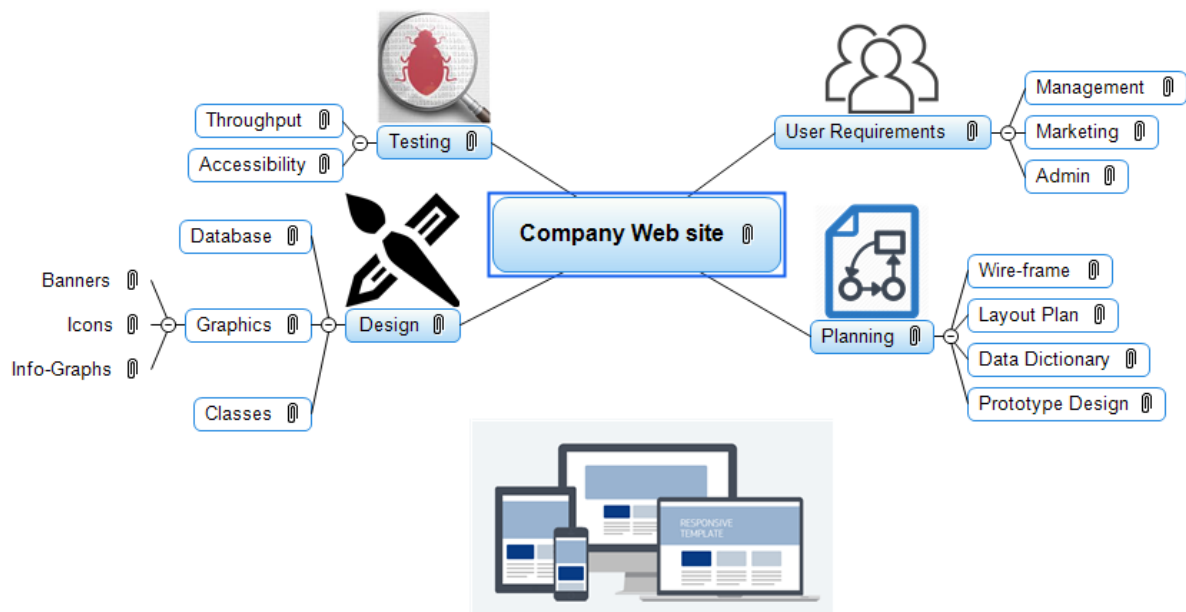 Company Web site
User Requirements
Management
Marketing
Admin
Planning
Wire-frame
Layout Plan
Data Dictionary
Prototype Design
Testing
Throughput
Accessibility
Design
Database
Graphics
Banners
Icons
Info-Graphs
Classes
RESPONSIVE
TEMPLATE